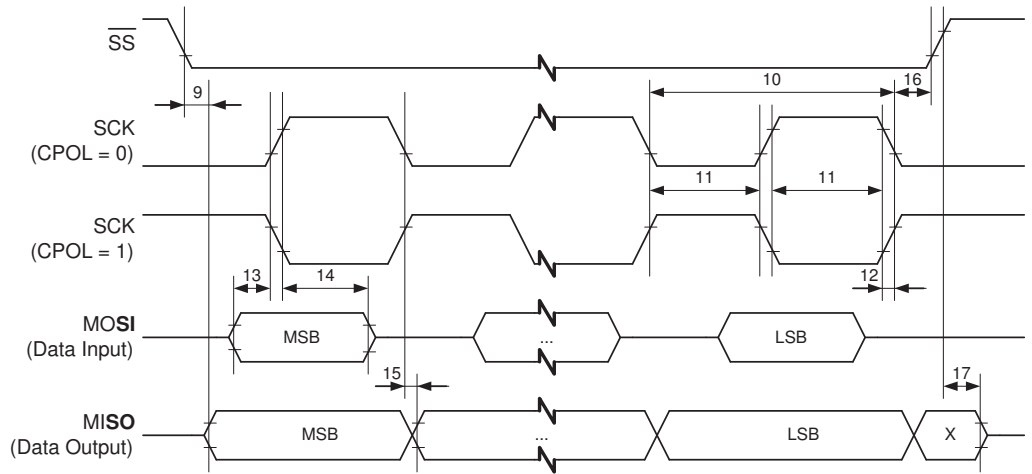 SS
10
16
9
SCK
(CPOL = 0)
11
11
SCK
(CPOL = 1)
13
14
12
MOSI
(Data Input)
MSB
...
LSB
15
17
MISO
(Data Output)
MSB
...
LSB
X